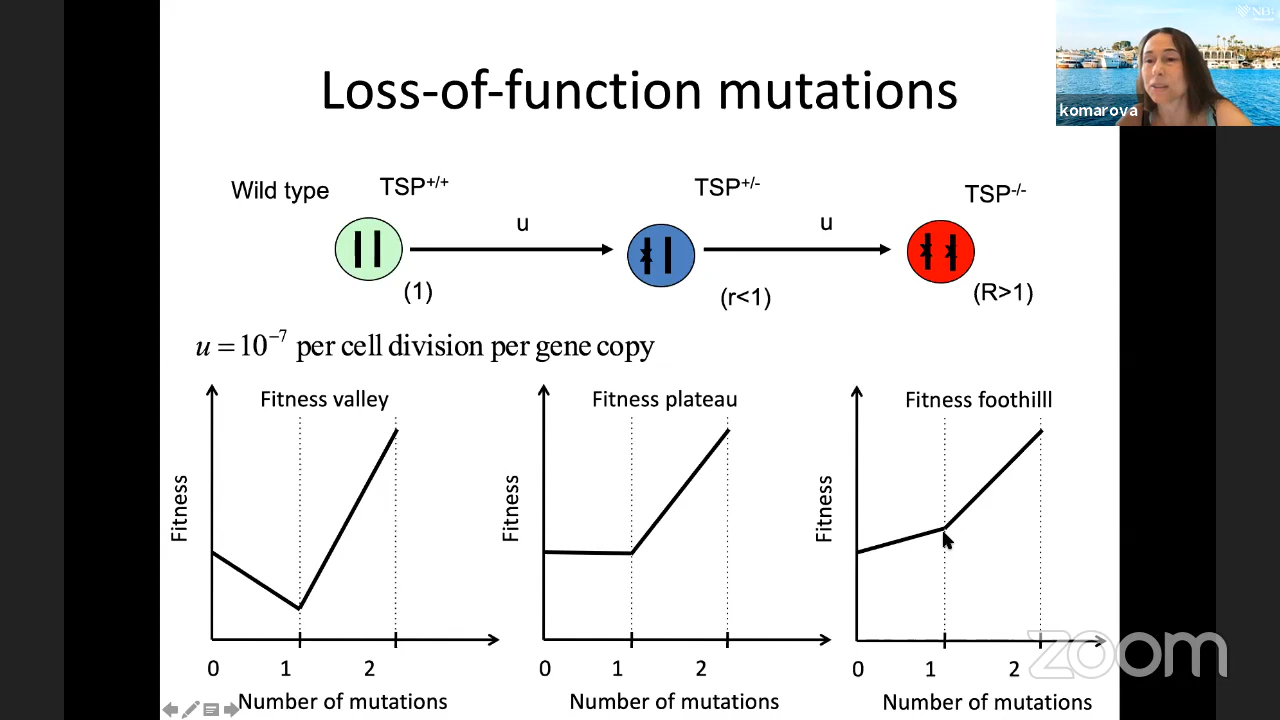 NBI
Loss-of-function mutations
komarova
Wild type
TSP+/+
u
TSP+/-
u
TSP-/-
(1)
(r<1)
(R>1)
u = 10−7 per cell division per gene copy
Fitness valley
Fitness
0 1 2
Number of mutations
Fitness plateau
Fitness
0 1 2
Number of mutations
Fitness foothilll
Fitness
0 1 2
Number of mutations
zoom